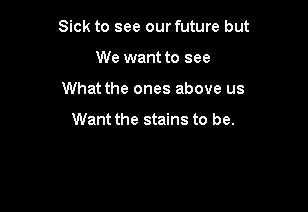 Sick to see our future but
We want to see
What the ones above us
Want the stains to be.